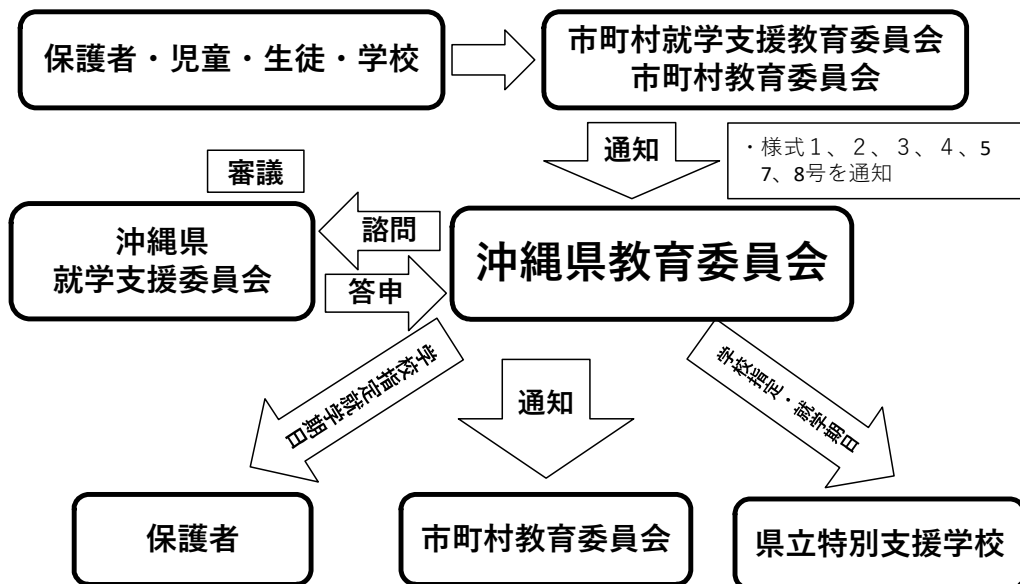 保護者・児童・生徒・学校
市町村就学支援教育委員会
市町村教育委員会
通知
・様式１、２、３、４、5
7、8号を通知
審議
沖縄県
就学支援委員会
諮問
答申
沖縄県教育委員会
学校指定就学期日
通知
学校指定・就学期日
保護者
市町村教育委員会
県立特別支援学校